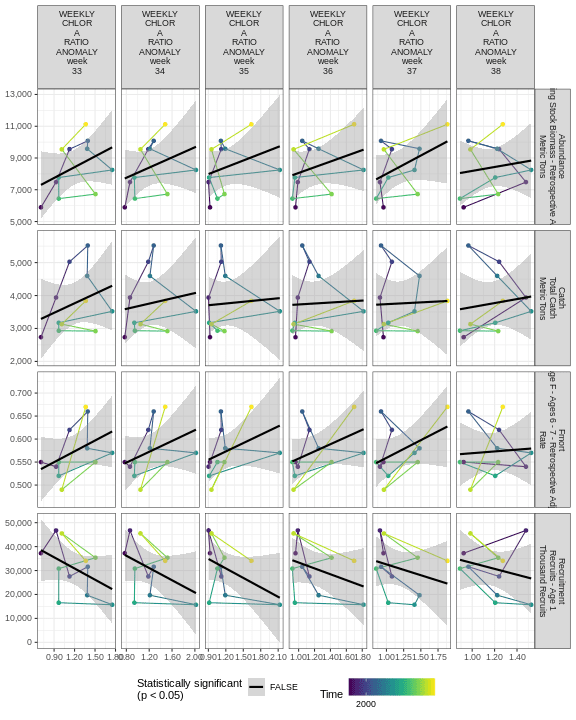 WEEKLY WEEKLY WEEKLY WEEKLY WEEKLY WEEKLY
CHLOR CHLOR CHLOR CHLOR CHLOR CHLOR
A A A A A A
RATIO RATIO RATIO RATIO RATIO RATIO
ANOMALY ANOMALY ANOMALY ANOMALY ANOMALY ANOMALY
week week week week week week
33 34 35 36 37 38
13,000
11,000
9,000
7,000
5,000
Abundance
ng Stock Biomass - Retrospective A
Metric Tons
5,000
4,000
3,000
2,000
Catch
Total Catch
Metric Tons
0.700
0.650
0.600
0.550
0.500
Fmort
ge F - Ages 6 - 7 - Retrospective Ad
Rate
50,000
40,000
30,000
20,000
10,000
0
Recruitment
Recruits - Age 1
Thousand Recruits
0.90 1.20 1.50 1.80 0.80 1.20 1.60 2.00 0.90 1.20 1.50 1.80 2.10 1.00 1.20 1.40 1.60 1.80 1.00 1.25 1.50 1.75 1.00 1.20 1.40
Statistically significant
(p < 0.05)
FALSE
Time
2000